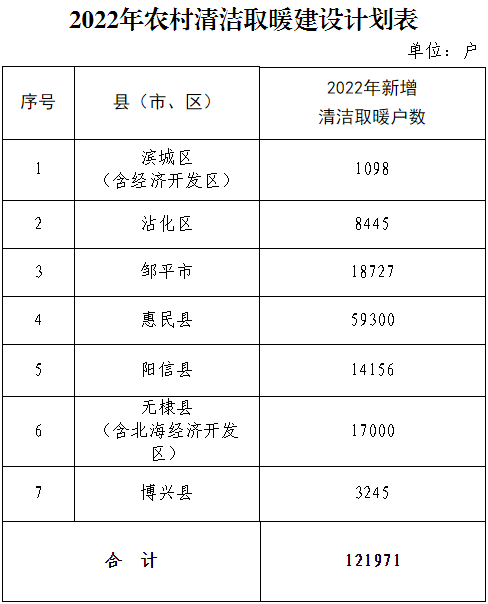 2022年农村清洁取暖建设计划表
单位：户
序号 县（市、区） 2022年新增
清洁取暖户数
1 滨城区
（含经济开发区） 1098
2 沾化区 8445
3 邹平市 18727
4 惠民县 59300
5 阳信县 14156
6 无棣县
（含北海经济开发
区） 17000
7 博兴县 3245
合 计 121971